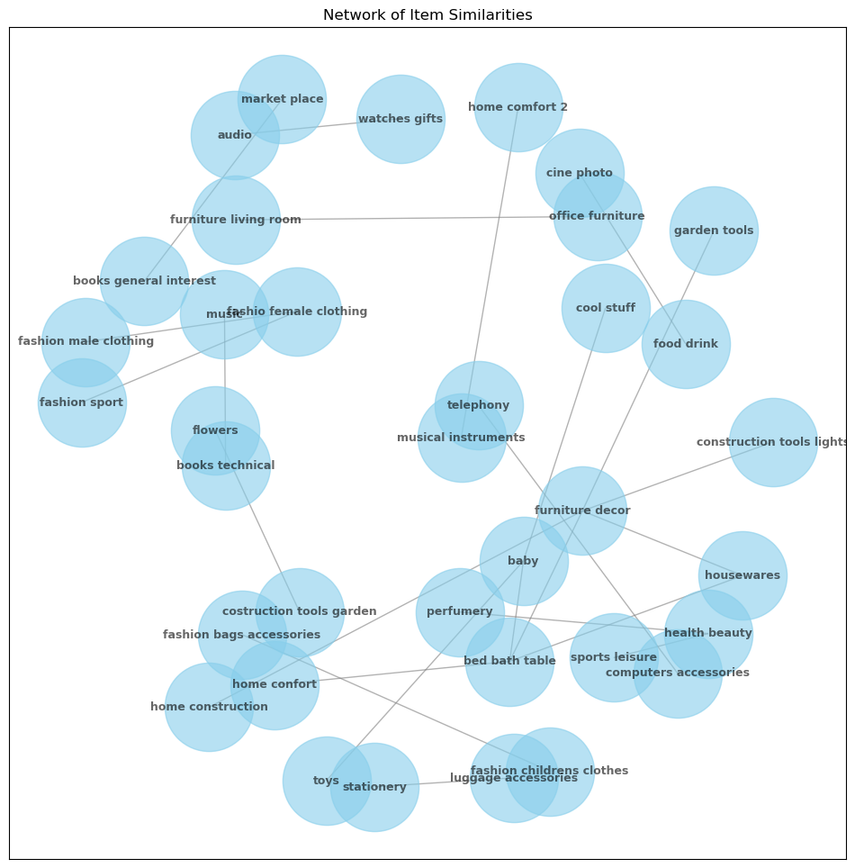 Network of Item Similarities
market place
home comfort 2
watches gifts
audio
cine photo
office furniture
furniture living room
garden tools
books general interest
cool stuff
music
fashio female clothing
fashion male clothing
food drink
fashion sport
telephony
flowers
musical instruments
construction tools lights
books technical
furniture decor
baby
housewares
costruction tools garden
perfumery
health beauty
fashion bags accessories
sports leisure
bed bath table
computers accessories
home confort
home construction
fashion childrens clothes
luggage accessories
toys
stationery